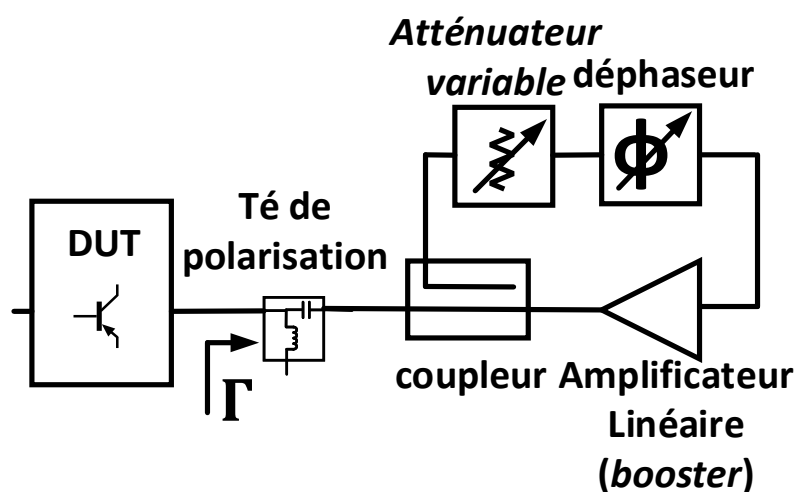 Atténuateur
variable déphaseur
ϕ
Té de
polarisation
DUT
Γ
coupleur Amplificateur
Linéaire
(booster)